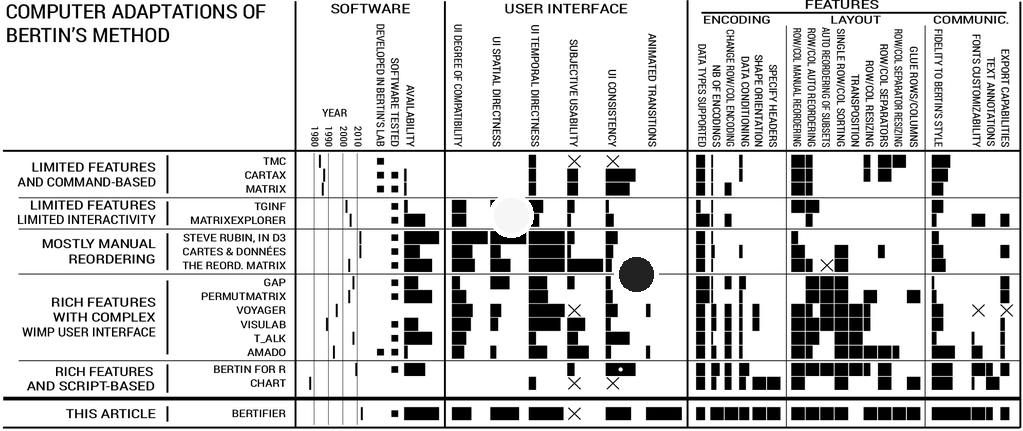 COMPUTER ADAPTATIONS OF
BERTIN'S METHOD
SOFTWARE
USER INTERFACE
FEATURES
ENCODING
LAYOUT
COMMUNIC.
YEAR
1980
1990
2000
2010
DEVELOPED IN BERTIN'S LAB
SOFTWARE TESTED
AVAILABILITY
UI DEGREE OF COMPATIBILITY
UI SPATIAL DIRECTNESS
UI TEMPORAL DIRECTNESS
SUBJECTIVE USABILITY
UI CONSISTENCY
ANIMATED TRANSITIONS
DATA TYPES SUPPORTED
NB OF ENCODINGS
CHANGE ROW/COL ENCODING
DATA CONDITIONING
SHAPE ORIENTATION
SPECIFY HEADERS
ROW/COL MANUAL REORDERING
ROW/COL AUTO REORDERING
AUTO REORDERING OF SUBSETS
SINGLE ROW/COL SORTING
TRANSPOSITION
ROW/COL RESIZING
ROW/COL SEPARATORS
ROW/COL SEPARATOR RESIZING
GLUE ROWS/COLUMNS
FIDELITY TO BERTIN'S STYLE
FONTS CUSTOMIZABILITY
TEXT ANNOTATIONS
EXPORT CAPABILITIES
LIMITED FEATURES
AND COMMAND-BASED
TMC
CARTAX
MATRIX
LIMITED FEATURES
LIMITED INTERACTIVITY
TGINF
MATRIXEXPLORER
MOSTLY MANUAL
REORDERING
STEVE RUBIN, IN D3
CARTES & DONNÉES
THE REORD. MATRIX
RICH FEATURES
WITH COMPLEX
WIMP USER INTERFACE
GAP
PERMUTMATRIX
VOYAGER
VISULAB
T_ALK
AMADO
RICH FEATURES
AND SCRIPT-BASED
BERTIN FOR R
CHART
THIS ARTICLE
BERTIFIER